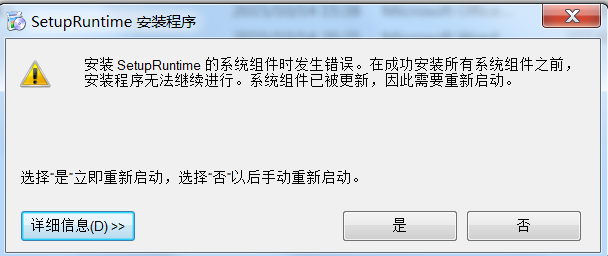 SetupRuntime 安装程序
安装 SetupRuntime 的系统组件时发生错误。在成功安装所有系统组件之前，
安装程序无法继续进行。系统组件已被更新，因此需要重新启动。
选择“是”立即重新启动，选择“否”以后手动重新启动。
详细信息(D) >>
是
否